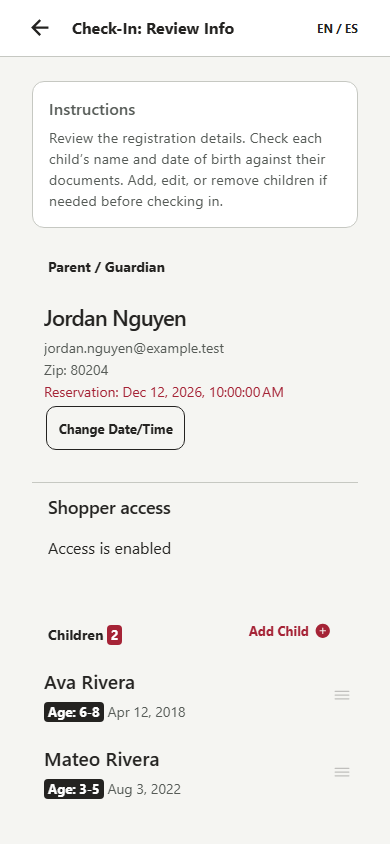 Check-In: Review Info
EN / ES
Instructions
Review the registration details. Check each
child's name and date of birth against their
documents. Add, edit, or remove children if
needed before checking in.
Parent / Guardian
Jordan Nguyen
jordan.nguyen@example.test
Zip: 80204
Reservation: Dec 12, 2026, 10:00:00 AM
Change Date/Time
Shopper access
Access is enabled
Children 2
Add Child
Ava Rivera
Age: 6-8 Apr 12, 2018
Mateo Rivera
Age: 3-5 Aug 3, 2022